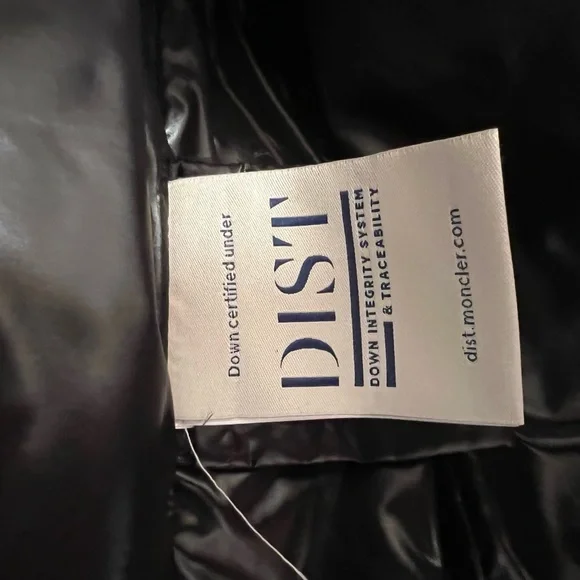 Down certified under
DIST
DOWN INTEGRITY SYSTEM
& TRACEABILITY
dist.moncler.com